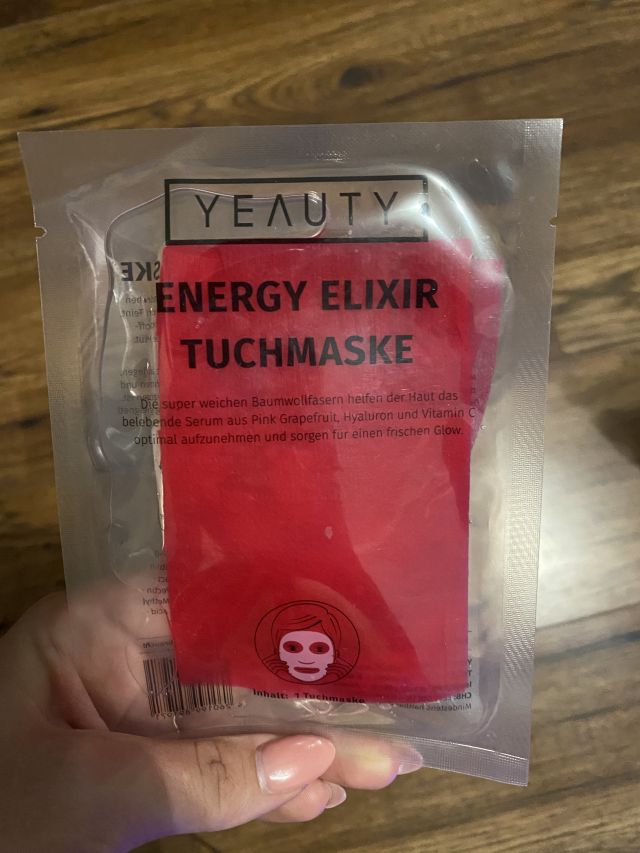 YEAUTY
ENERGY ELIXIR
TUCHMASKE
Die super weichen Baumwollfasern helfen der Haut das
belebende Serum aus Pink Grapefruit, Hyaluron und Vitamin C
optimal aufzunehmen und sorgen für einen frischen Glow.
Inhalt: 1 Tuchmaske